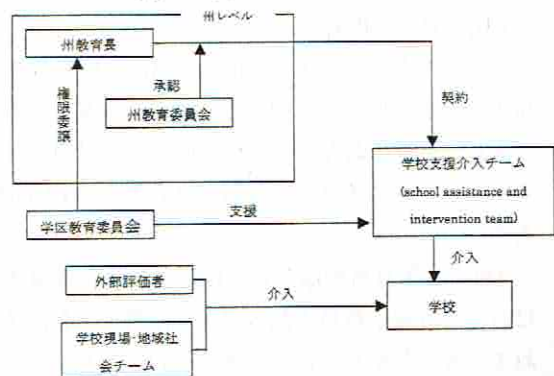 州レベル
州教育長
承認
権限委譲
州教育委員会
契約
学校支援介入チーム
(school assistance and
intervention team)
学区教育委員会
支援
介入
外部評価者
介入
学校
学校現場・地域社
会チーム